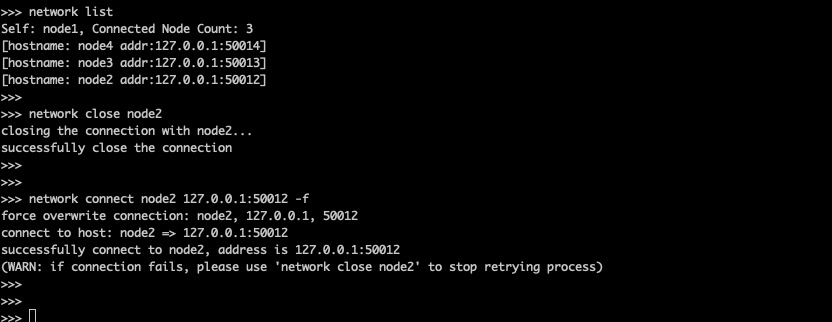 >>> network list
Self: node1, Connected Node Count: 3
[hostname: node4 addr:127.0.0.1:50014]
[hostname: node3 addr:127.0.0.1:50013]
[hostname: node2 addr:127.0.0.1:50012]
>>>
>>> network close node2
closing the connection with node2...
successfully close the connection
>>>
>>>
>>> network connect node2 127.0.0.1:50012 -f
force overwrite connection: node2, 127.0.0.1, 50012
connect to host: node2 => 127.0.0.1:50012
successfully connect to node2, address is 127.0.0.1:50012
(WARN: if connection fails, please use 'network close node2' to stop retrying process)
>>>
>>>
>>>